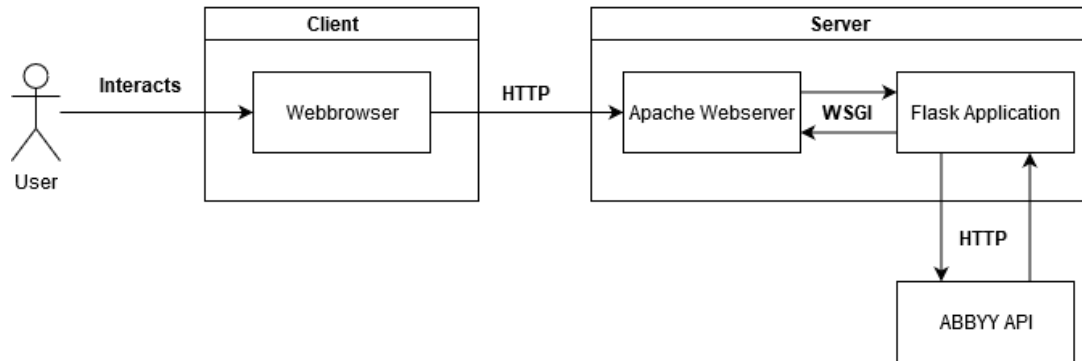 Client
Server
Interacts
Webbrowser
HTTP
Apache Webserver
WSGI
Flask Application
User
HTTP
ABBYY API